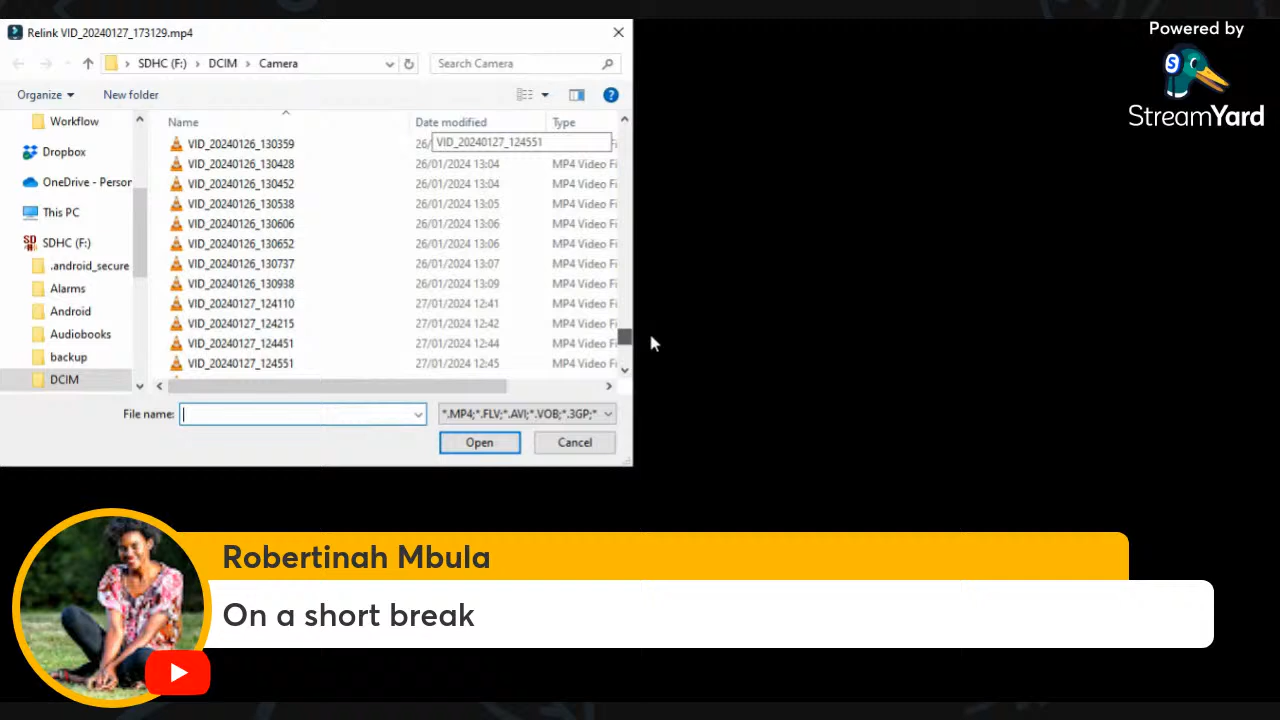 Relink VID_20240127_173129.mp4
Powered by
StreamYard
SDHC (F:) DCIM Camera
Search Camera
Organize
New folder
Name Date modified Type
Workflow
Dropbox
OneDrive - Person
This PC
SDHC (F:)
.android_secure
Alarms
Android
Audiobooks
backup
DCIM
VID_20240127_124551
VID_20240126_130359 26/
VID_20240126_130428 26/01/2024 13:04 MP4 Video Fi
VID_20240126_130452 26/01/2024 13:04 MP4 Video Fi
VID_20240126_130538 26/01/2024 13:05 MP4 Video Fi
VID_20240126_130606 26/01/2024 13:06 MP4 Video Fi
VID_20240126_130652 26/01/2024 13:06 MP4 Video Fi
VID_20240126_130737 26/01/2024 13:07 MP4 Video Fi
VID_20240126_130938 26/01/2024 13:09 MP4 Video Fi
VID_20240127_124110 27/01/2024 12:41 MP4 Video Fi
VID_20240127_124215 27/01/2024 12:42 MP4 Video Fi
VID_20240127_124451 27/01/2024 12:44 MP4 Video Fi
VID_20240127_124551 27/01/2024 12:45 MP4 Video Fi
File name:
*.MP4;*.FLV;*.AVI;*.VOB;*.3GP;*
Open
Cancel
Robertinah Mbula
On a short break